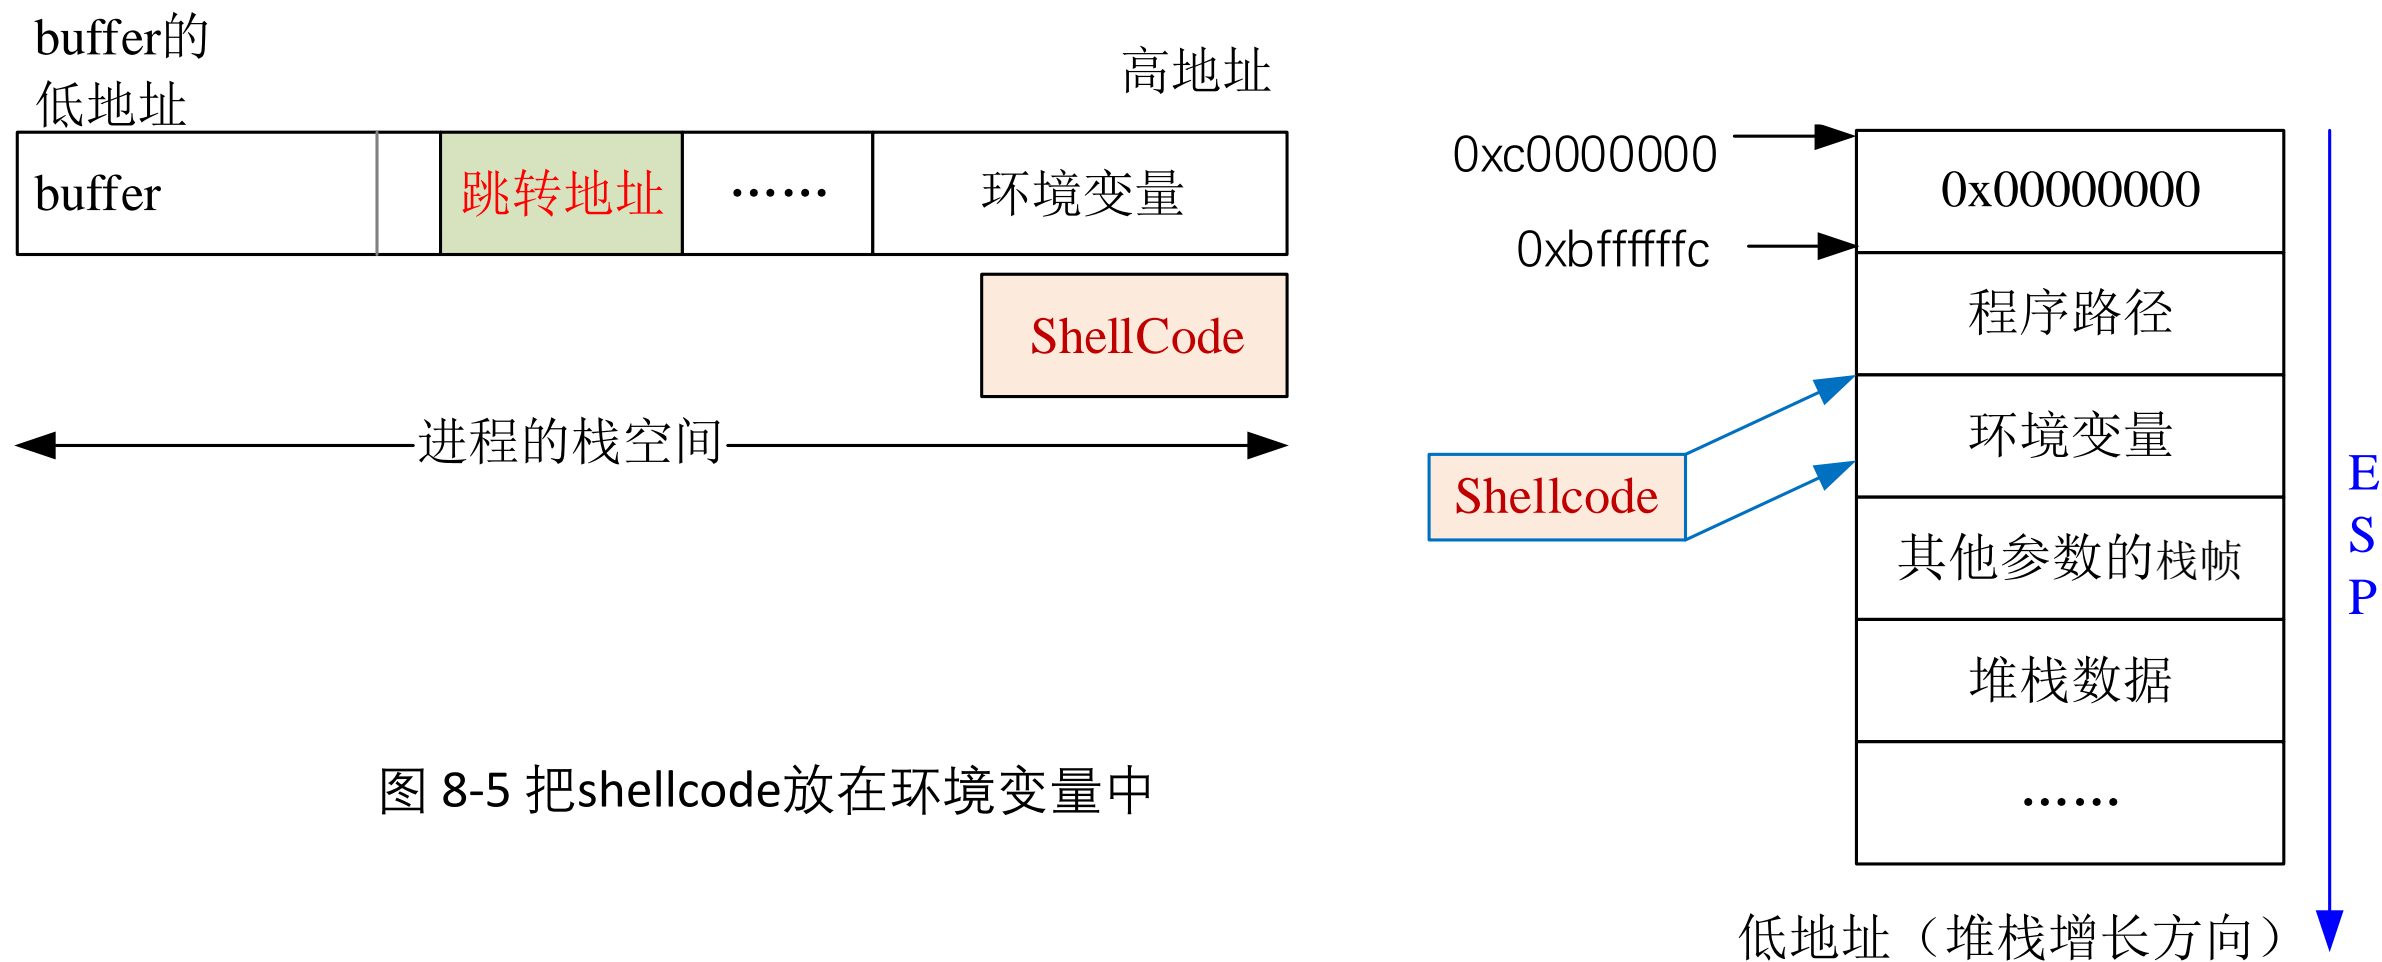 buffer的
低地址
高地址
buffer
跳转地址
……
环境变量
ShellCode
进程的栈空间
图 8-5 把shellcode放在环境变量中
0xc0000000
0xbffffffc
0x00000000
程序路径
环境变量
Shellcode
其他参数的栈帧
堆栈数据
……
E
S
P
低地址（堆栈增长方向）